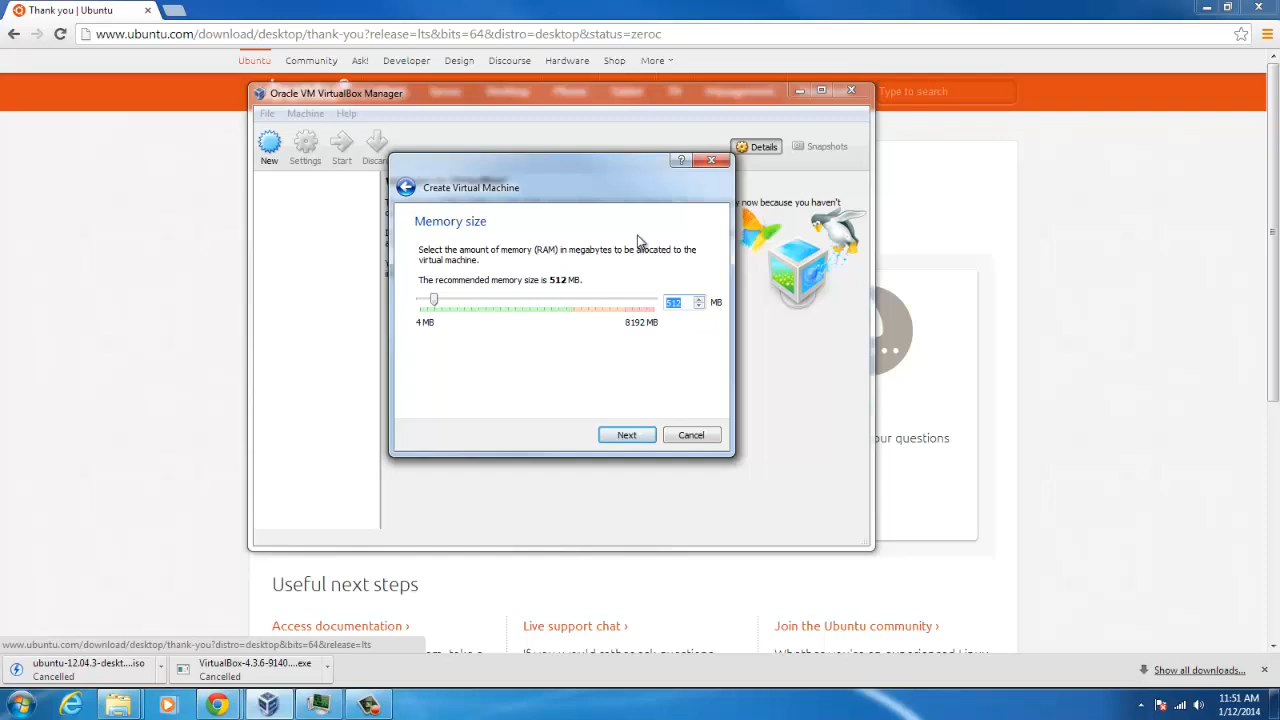 Thank you | Ubuntu
www.ubuntu.com/download/desktop/thank-you?release=lts&bits=64&distro=desktop&status=zeroc
Ubuntu Community Ask! Developer Design Discourse Hardware Shop More
Oracle VM VirtualBox Manager
Type to search
File Machine Help
New Settings Start Discar
Details Snapshots
Create Virtual Machine
y now because you haven't
Memory size
Select the amount of memory (RAM) in megabytes to be allocated to the
virtual machine.
The recommended memory size is 512 MB.
512 MB
4 MB 8192 MB
Next Cancel
our questions
Useful next steps
Access documentation › Live support chat › Join the Ubuntu community ›
www.ubuntu.com/download/desktop/thank-you?distro=desktop&bits=64&release=lts
ubuntu-12.04.3-deskt....iso
Cancelled
VirtualBox-4.3.6-9140....exe
Cancelled
Show all downloads...
11:51 AM
1/12/2014